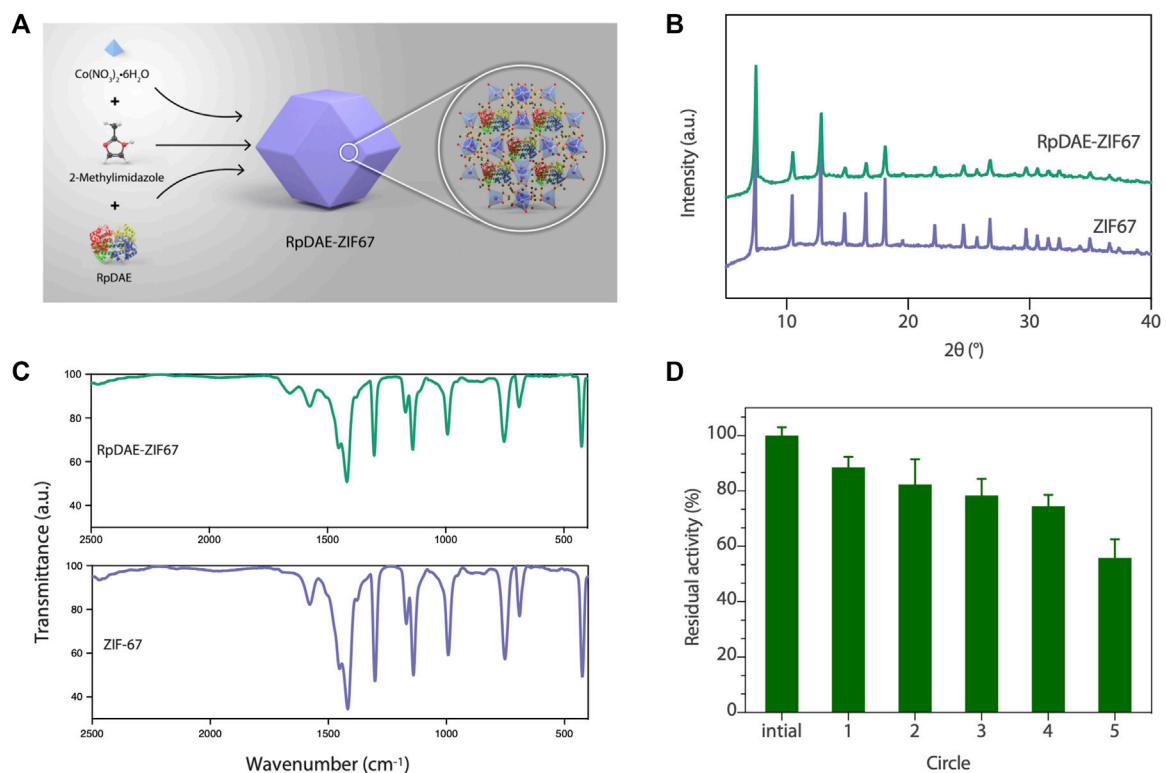 A
Co(NO₃)₂•6H₂O
+
2-Methylimidazole
+
RpDAE
RpDAE-ZIF67
B
Intensity (a.u.)
RpDAE-ZIF67
ZIF67
10 20 30 40
2θ (°)
C
Transmittance (a.u.)
100
80
60
40
RpDAE-ZIF67
2500 2000 1500 1000 500
100
80
60
40
ZIF-67
2500 2000 1500 1000 500
Wavenumber (cm⁻¹)
D
Residual activity (%)
100
80
60
40
20
0
intial 1 2 3 4 5
Circle